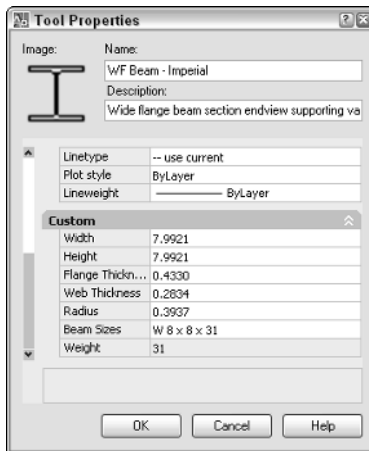 Tool Properties
Image:
Name:
WF Beam - Imperial
Description:
Wide flange beam section endview supporting va
Linetype -- use current
Plot style ByLayer
Lineweight ByLayer
Custom
Width 7.9921
Height 7.9921
Flange Thickn... 0.4330
Web Thickness 0.2834
Radius 0.3937
Beam Sizes W 8 x 8 x 31
Weight 31
OK Cancel Help